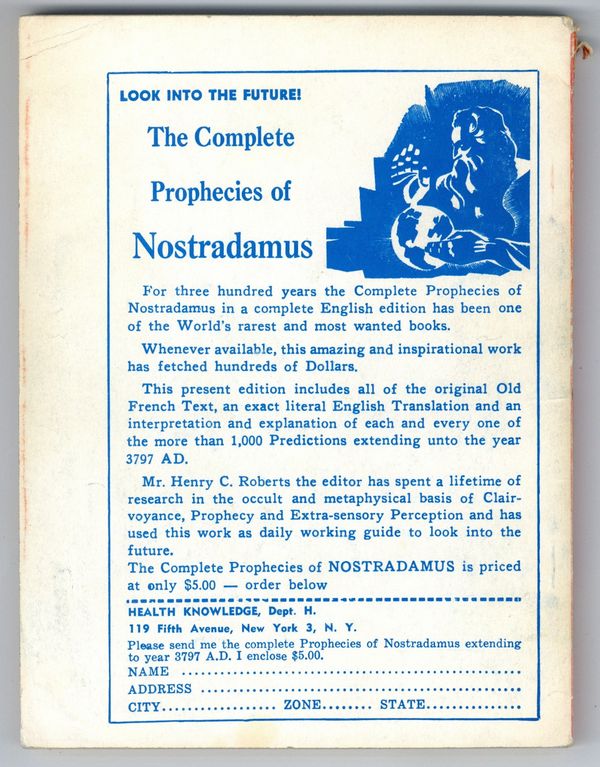 LOOK INTO THE FUTURE!
The Complete
Prophecies of
Nostradamus
For three hundred years the Complete Prophecies of
Nostradamus in a complete English edition has been one
of the World's rarest and most wanted books.
Whenever available, this amazing and inspirational work
has fetched hundreds of Dollars.
This present edition includes all of the original Old
French Text, an exact literal English Translation and an
interpretation and explanation of each and every one of
the more than 1,000 Predictions extending unto the year
3797 AD.
Mr. Henry C. Roberts the editor has spent a lifetime of
research in the occult and metaphysical basis of Clair-
voyance, Prophecy and Extra-sensory Perception and has
used this work as daily working guide to look into the
future.
The Complete Prophecies of NOSTRADAMUS is priced
at only $5.00 — order below
HEALTH KNOWLEDGE, Dept. H.
119 Fifth Avenue, New York 3, N. Y.
Please send me the complete Prophecies of Nostradamus extending
to year 3797 A.D. I enclose $5.00.
NAME ..................................................
ADDRESS ...............................................
CITY.................. ZONE........ STATE...............